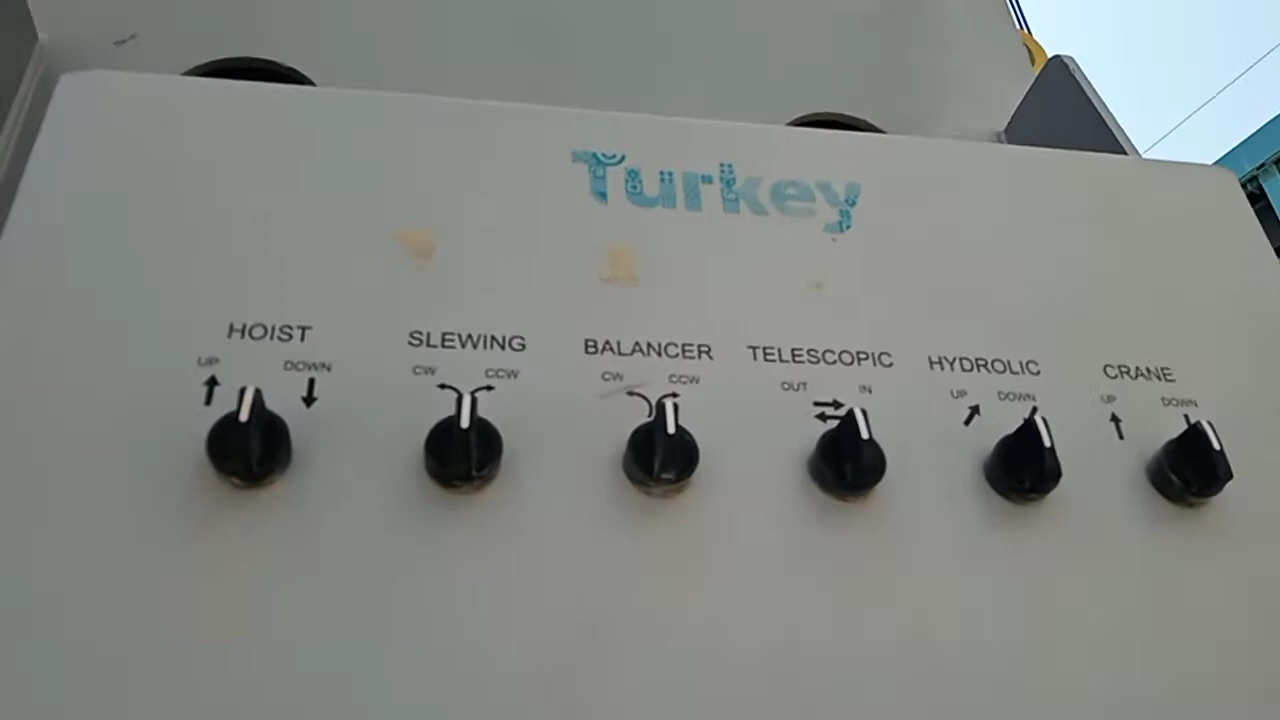 Turkey
HOIST
UP DOWN
SLEWING
CW CCW
BALANCER
CW CCW
TELESCOPIC
OUT IN
HYDROLIC
UP DOWN
CRANE
UP DOWN